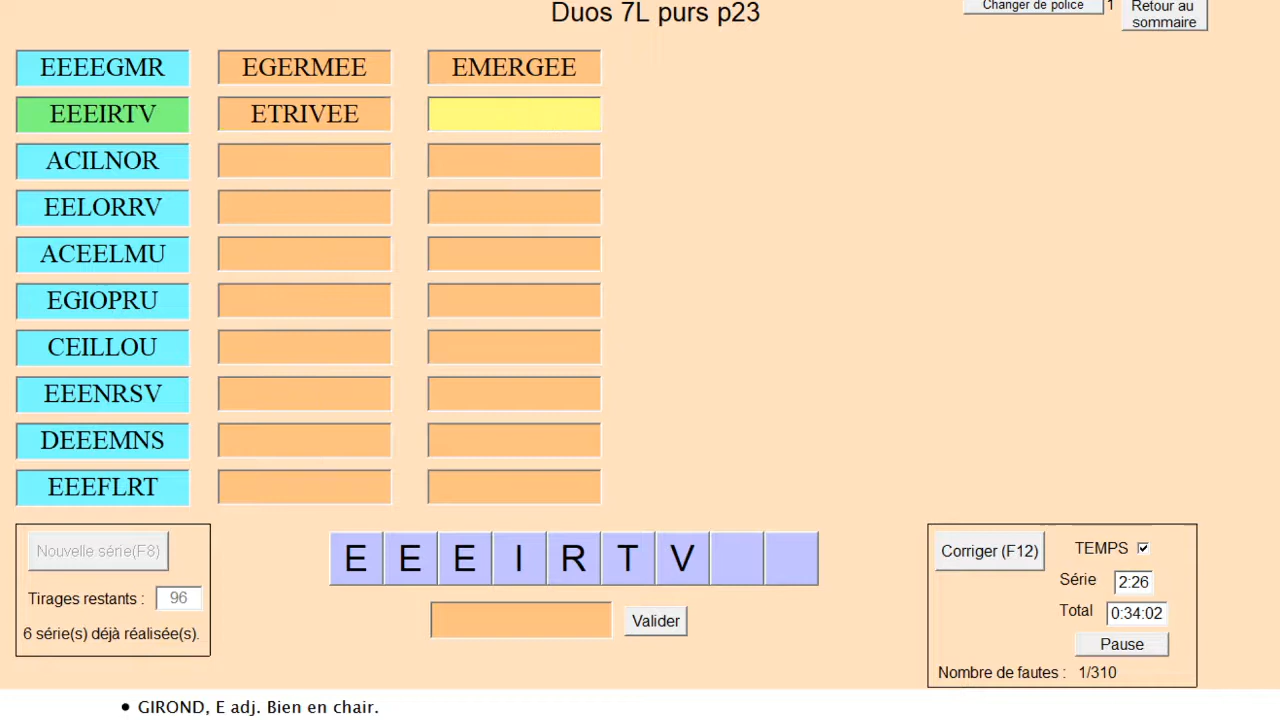 Duos 7L purs p23
Changer de police 1
Retour au
sommaire
EEEEGMR EGERMEE EMERGEE
EEEIRTV ETRIVEE
ACILNOR
EELORRV
ACEELMU
EGIOPRU
CEILLOU
EEENRSV
DEEEMNS
EEEFLRT
Nouvelle série(F8)
Tirages restants : 96
6 série(s) déjà réalisée(s).
E E E I R T V
Valider
Corriger (F12)
TEMPS
Série 2:26
Total 0:34:02
Pause
Nombre de fautes : 1/310
• GIROND, E adj. Bien en chair.